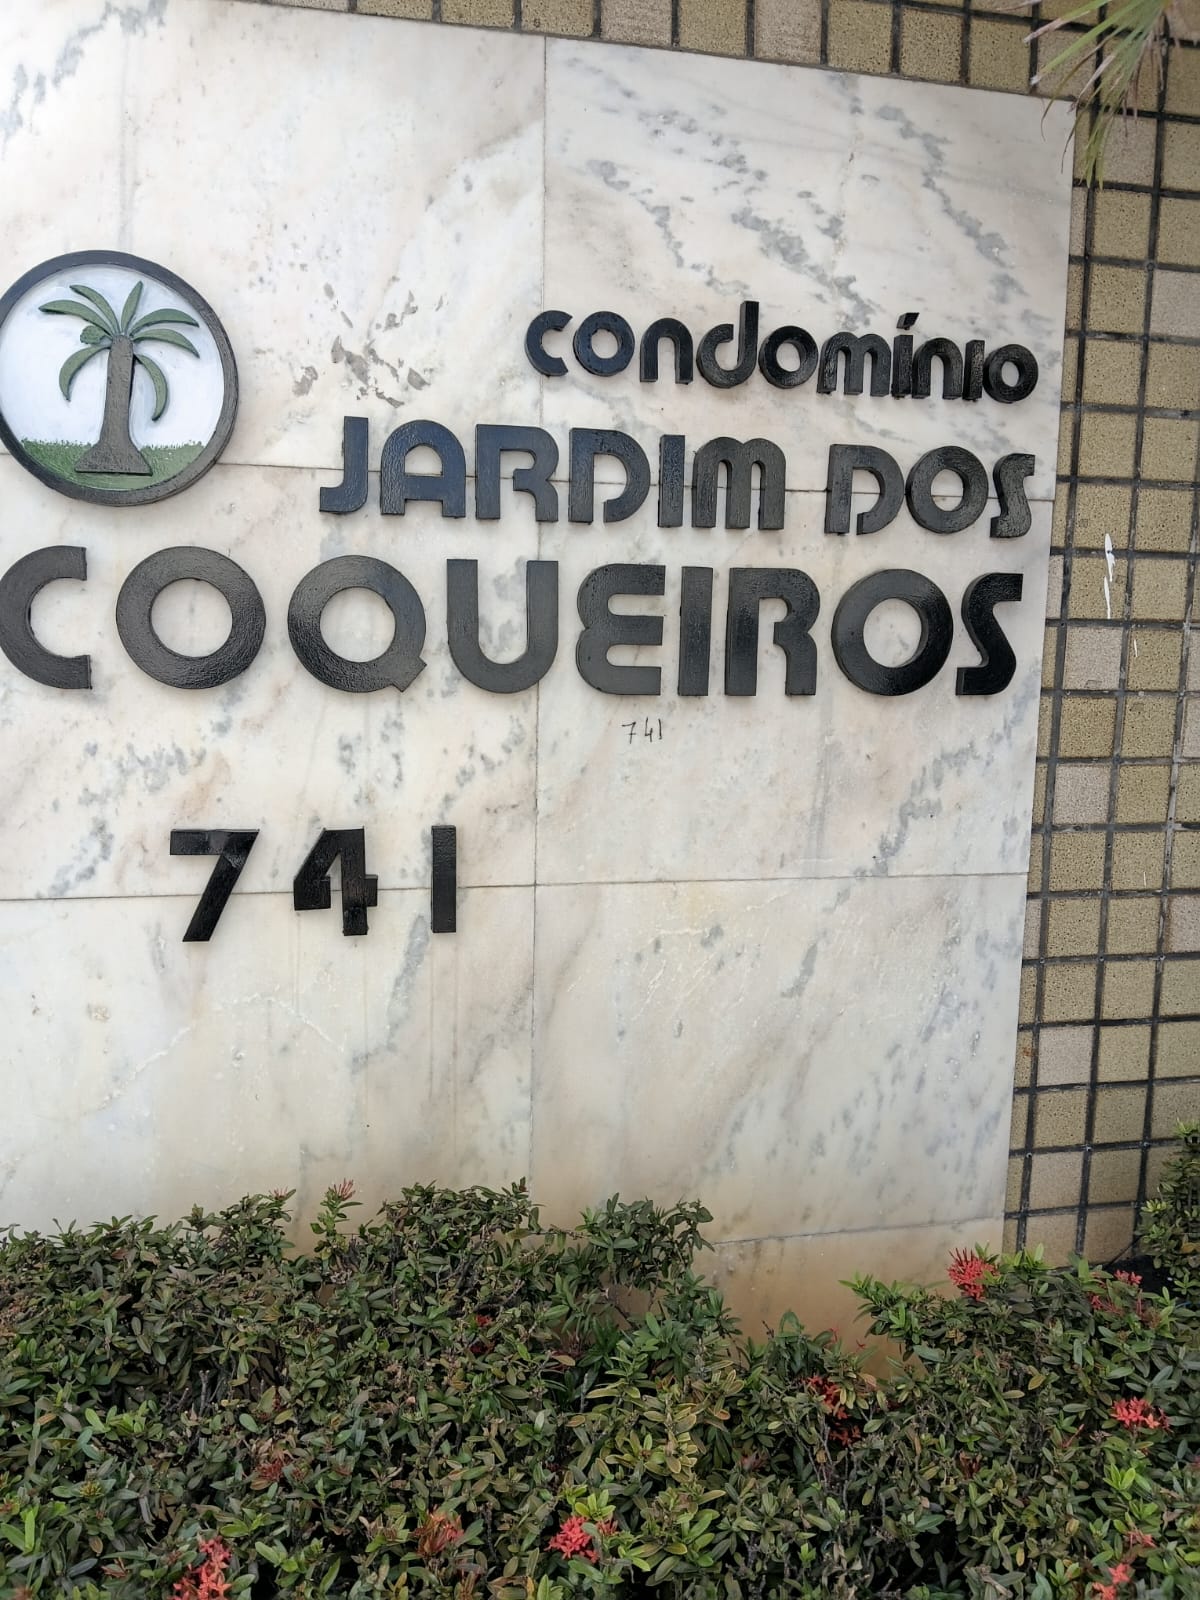 condomínio
JARDIM DOS
COQUEIROS
741
741